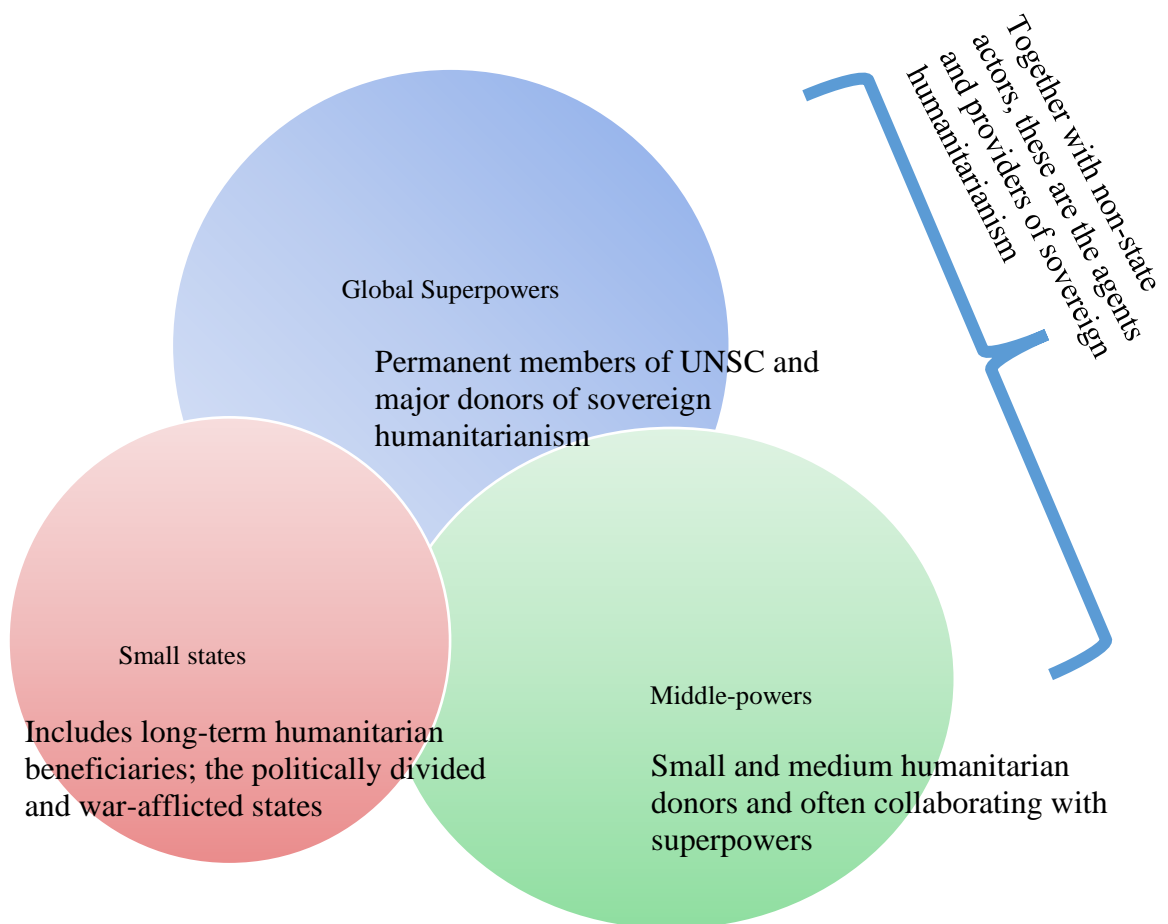 Together with non-state
actors, these are the agents
and providers of sovereign
humanitarianism
Global Superpowers
Permanent members of UNSC and
major donors of sovereign
humanitarianism
Small states
Includes long-term humanitarian
beneficiaries; the politically divided
and war-afflicted states
Middle-powers
Small and medium humanitarian
donors and often collaborating with
superpowers